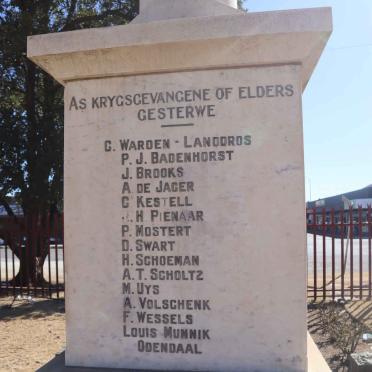 AS KRYGSGEVANGENE OF ELDERS
GESTERWE
C. WARDEN - LANDDROS
P. J. BADENHORST
J. BROOKS
A DE JAGER
C KESTELL
J. H PIENAAR
P. MOSTERT
D. SWART
H. SCHOEMAN
A. T. SCHOLTZ
M. UYS
A. VOLSCHENK
F. WESSELS
LOUIS MUNNIK
ODENDAAL